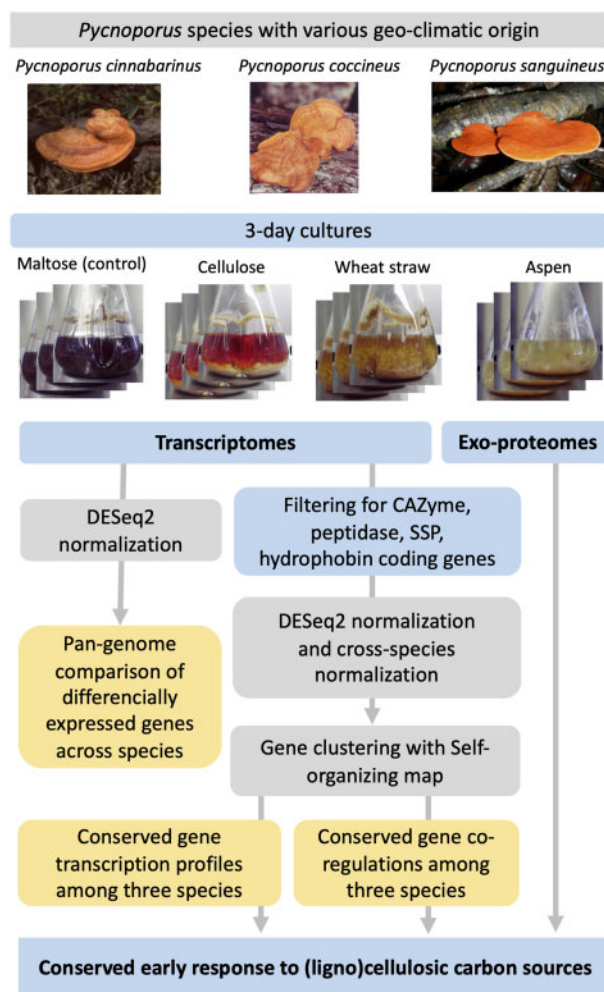 Pycnoporus species with various geo-climatic origin
Pycnoporus cinnabarinus
Pycnoporus coccineus
Pycnoporus sanguineus
3-day cultures
Maltose (control)
Cellulose
Wheat straw
Aspen
Transcriptomes
Exo-proteomes
DESeq2
normalization
Filtering for CAZyme,
peptidase, SSP,
hydrophobin coding genes
Pan-genome
comparison of
differencially
expressed genes
across species
DESeq2 normalization
and cross-species
normalization
Gene clustering with Self-
organizing map
Conserved gene
transcription profiles
among three species
Conserved gene co-
regulations among
three species
Conserved early response to (ligno)cellulosic carbon sources